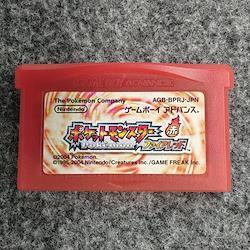 The Pokémon Company
AGB-BPRJ-JPN
Nintendo
ゲームボーイ アドバンス
ポケットモンスター
赤
ファイアレッド
©2004 Pokémon.
©1995-2004 Nintendo/Creatures inc./GAME FREAK inc.